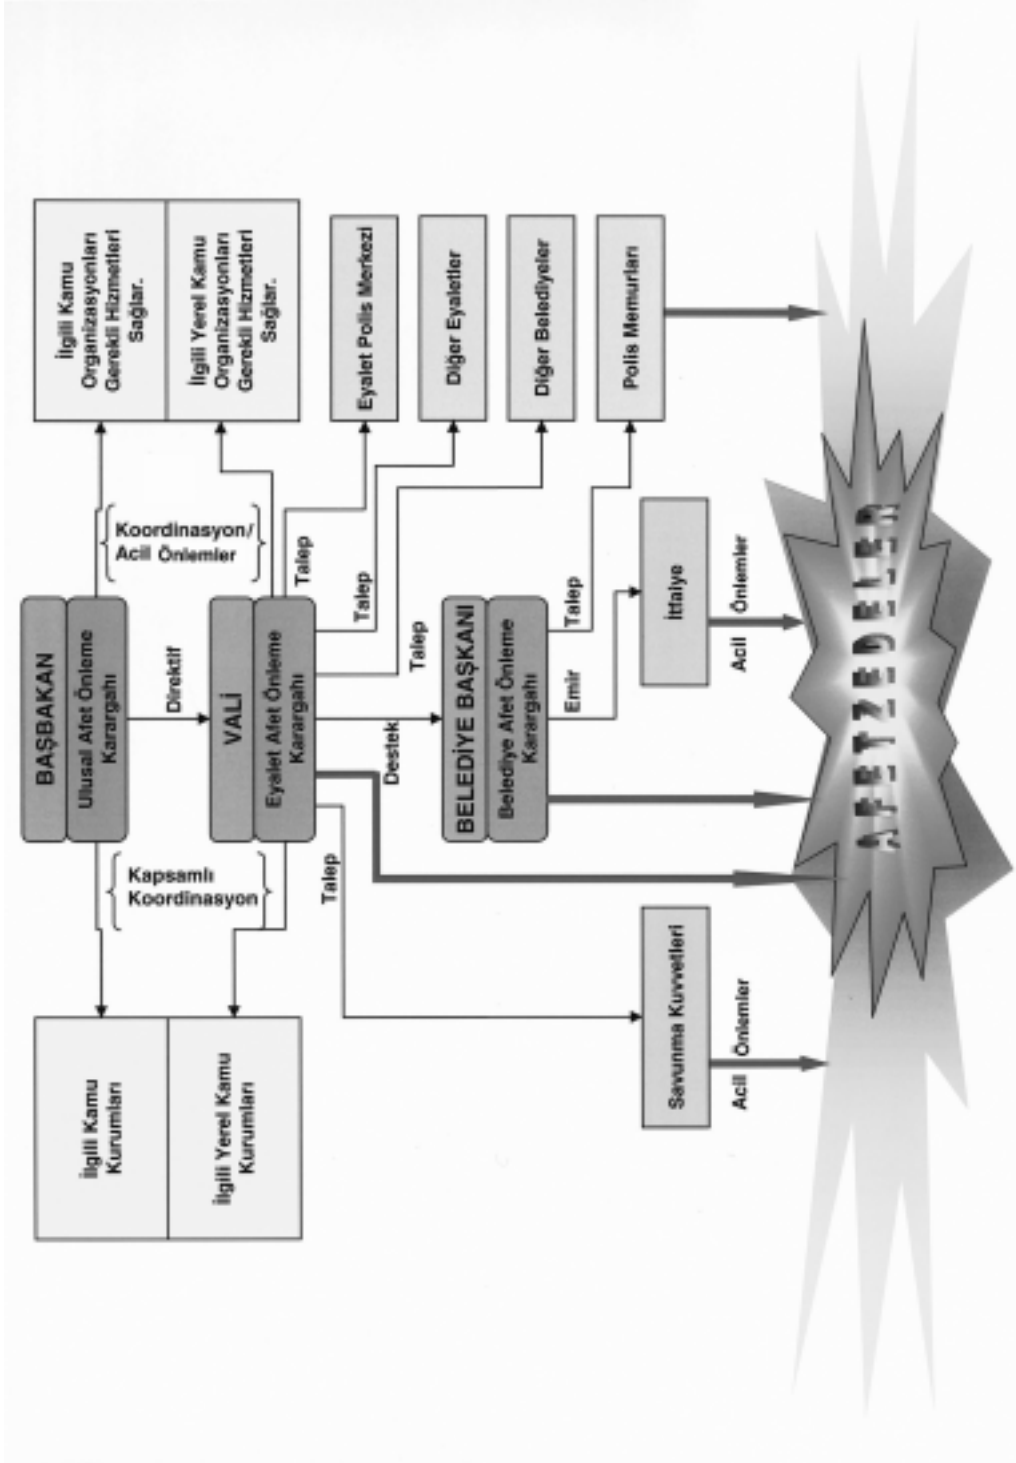 BAŞBAKAN
Ulusal Afet Önleme
Karargahı
Kapsamlı
Koordinasyon
Koordinasyon/
Acil Önlemler
İlgili Kamu
Kurumları
İlgili Yerel Kamu
Kurumları
İlgili Kamu
Organizasyonları
Gerekli Hizmetleri
Sağlar.
İlgili Yerel Kamu
Organizasyonları
Gerekli Hizmetleri
Sağlar.
Direktif
VALİ
Eyalet Afet Önleme
Karargahı
Talep
Destek
Talep
Talep
Talep
Eyalet Polis Merkezi
Diğer Eyaletler
Diğer Belediyeler
BELEDİYE BAŞKANI
Belediye Afet Önleme
Karargahı
Emir
Talep
Polis Memurları
Savunma Kuvvetleri
İtfaiye
Acil Önlemler
Acil Önlemler
AFETZEDELER